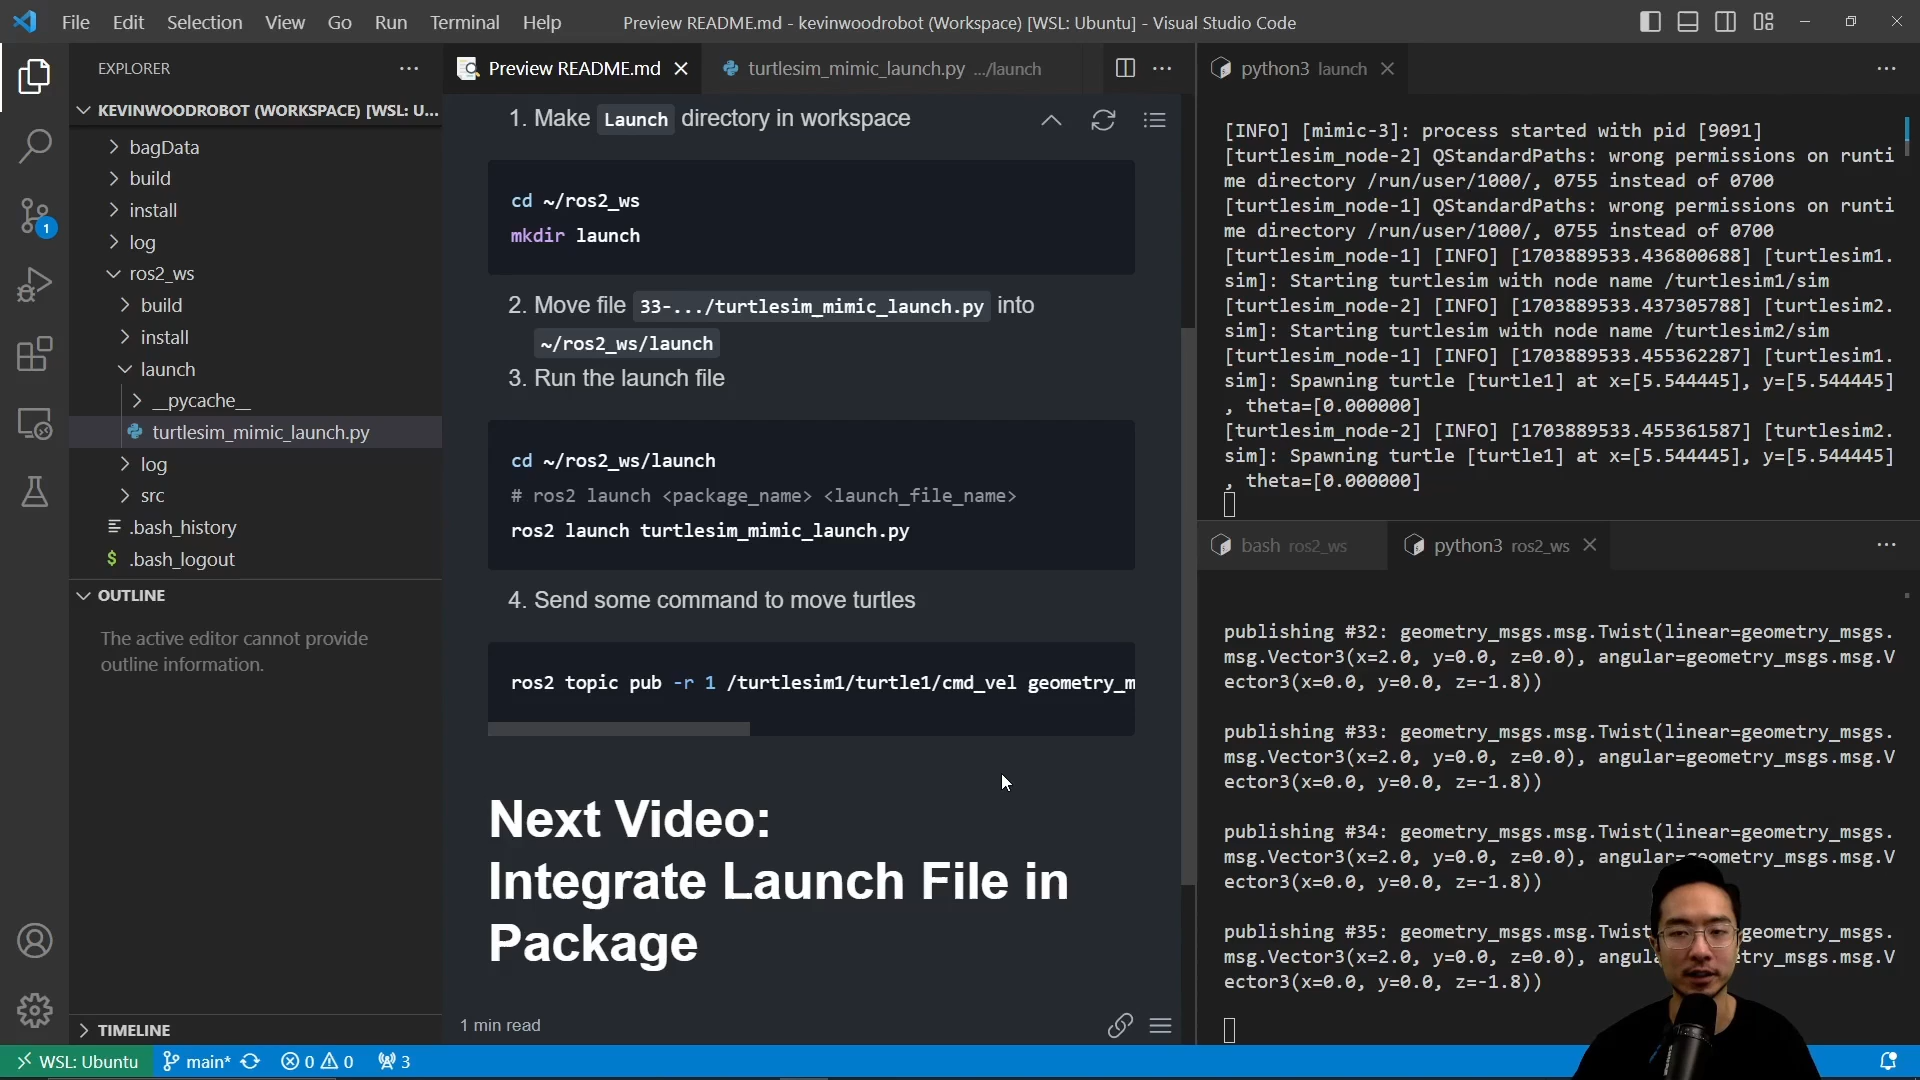 File Edit Selection View Go Run Terminal Help Preview README.md - kevinwoodrobot (Workspace) [WSL: Ubuntu] - Visual Studio Code
EXPLORER
KEVINWOODROBOT (WORKSPACE) [WSL: U...
bagData
build
install
log
ros2_ws
build
install
launch
__pycache__
turtlesim_mimic_launch.py
log
src
.bash_history
$ .bash_logout
OUTLINE
The active editor cannot provide
outline information.
TIMELINE
1
Preview README.md
turtlesim_mimic_launch.py .../launch
1. Make Launch directory in workspace
cd ~/ros2_ws
mkdir launch
2. Move file 33-.../turtlesim_mimic_launch.py into
~/ros2_ws/launch
3. Run the launch file
cd ~/ros2_ws/launch
# ros2 launch <package_name> <launch_file_name>
ros2 launch turtlesim_mimic_launch.py
4. Send some command to move turtles
ros2 topic pub -r 1 /turtlesim1/turtle1/cmd_vel geometry_m
Next Video:
Integrate Launch File in
Package
1 min read
python3 launch
[INFO] [mimic-3]: process started with pid [9091]
[turtlesim_node-2] QStandardPaths: wrong permissions on runti
me directory /run/user/1000/, 0755 instead of 0700
[turtlesim_node-1] QStandardPaths: wrong permissions on runti
me directory /run/user/1000/, 0755 instead of 0700
[turtlesim_node-1] [INFO] [1703889533.436800688] [turtlesim1.
sim]: Starting turtlesim with node name /turtlesim1/sim
[turtlesim_node-2] [INFO] [1703889533.437305788] [turtlesim2.
sim]: Starting turtlesim with node name /turtlesim2/sim
[turtlesim_node-1] [INFO] [1703889533.455362287] [turtlesim1.
sim]: Spawning turtle [turtle1] at x=[5.544445], y=[5.544445]
, theta=[0.000000]
[turtlesim_node-2] [INFO] [1703889533.455361587] [turtlesim2.
sim]: Spawning turtle [turtle1] at x=[5.544445], y=[5.544445]
, theta=[0.000000]
bash ros2_ws
python3 ros2_ws
publishing #32: geometry_msgs.msg.Twist(linear=geometry_msgs.
msg.Vector3(x=2.0, y=0.0, z=0.0), angular=geometry_msgs.msg.V
ector3(x=0.0, y=0.0, z=-1.8))
publishing #33: geometry_msgs.msg.Twist(linear=geometry_msgs.
msg.Vector3(x=2.0, y=0.0, z=0.0), angular=geometry_msgs.msg.V
ector3(x=0.0, y=0.0, z=-1.8))
publishing #34: geometry_msgs.msg.Twist(linear=geometry_msgs.
msg.Vector3(x=2.0, y=0.0, z=0.0), angular=geometry_msgs.msg.V
ector3(x=0.0, y=0.0, z=-1.8))
publishing #35: geometry_msgs.msg.Twist geometry_msgs.
msg.Vector3(x=2.0, y=0.0, z=0.0), etry_msgs.msg.V
ector3(x=0.0, y=0.0, z=-1.8))
WSL: Ubuntu main* 0 0 3